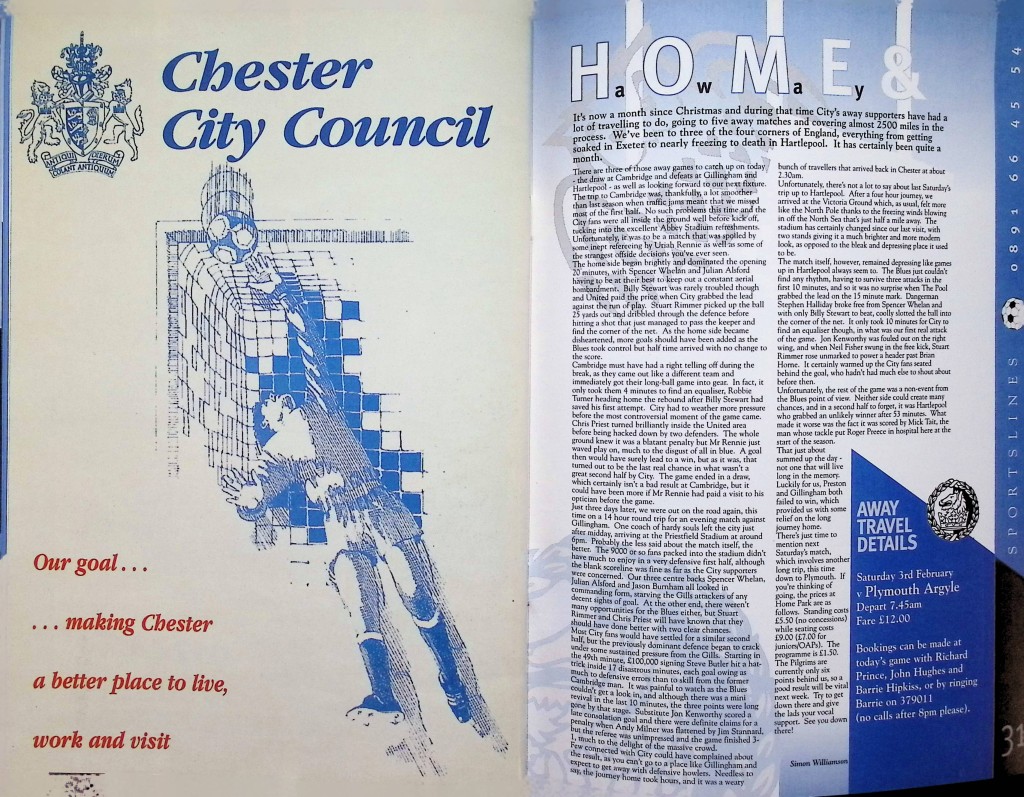 Chester
City Council
ANTIQUI COLANT ANTIQUUM DIERUM
Our goal . . .
. . . making Chester
a better place to live,
work and visit
HOME &
Haw May
It's now a month since Christmas and during that time City's away supporters have had a
lot of travelling to do, going to five away matches and covering almost 2500 miles in the
process. We've been to three of the four corners of England, everything from getting
soaked in Exeter to nearly freezing to death in Hartlepool. It has certainly been quite a
month.
There are three of those away games to catch up on today
- the draw at Cambridge and defeats at Gillingham and
Hartlepool - as well as looking forward to our next fixture.
The trip to Cambridge was, thankfully, a lot smoother
than last season when traffic jams meant that we missed
most of the first half. No such problems this time and the
City fans were all inside the ground well before kick off,
tucking into the excellent Abbey Stadium refreshments.
Unfortunately, it was to be a match that was spoiled by
some inept refereeing by Uriah Rennie as well as some of
the strangest offside decisions you've ever seen.
The home side began brightly and dominated the opening
20 minutes, with Spencer Whelan and Julian Alsford
having to be at their best to keep out a constant aerial
bombardment. Billy Stewart was rarely troubled though
and United paid the price when City grabbed the lead
against the run of play. Stuart Rimmer picked up the ball
25 yards out and dribbled through the defence before
hitting a shot that just managed to pass the keeper and
find the corner of the net. As the home side became
disheartened, more goals should have been added as the
Blues took control but half time arrived with no change to
the score.
Cambridge must have had a right telling off during the
break, as they came out like a different team and
immediately got their long-ball game into gear. In fact, it
only took them 4 minutes to find an equaliser, Robbie
Turner heading home the rebound after Billy Stewart had
saved his first attempt. City had to weather more pressure
before the most controversial moment of the game came.
Chris Priest turned brilliantly inside the United area
before being hacked down by two defenders. The whole
ground knew it was a blatant penalty but Mr Rennie just
waved play on, much to the disgust of all in blue. A goal
then would have surely lead to a win, but as it was, that
turned out to be the last real chance in what wasn't a
great second half by City. The game ended in a draw,
which certainly isn't a bad result at Cambridge, but it
could have been more if Mr Rennie had paid a visit to his
optician before the game.
Just three days later, we were out on the road again, this
time on a 14 hour round trip for an evening match against
Gillingham. One coach of hardy souls left the city just
after midday, arriving at the Priestfield Stadium at around
6pm. Probably the less said about the match itself, the
better. The 9000 or so fans packed into the stadium didn't
have much to enjoy in a very defensive first half, although
the blank scoreline was fine as far as the City supporters
were concerned. Our three centre backs Spencer Whelan,
Julian Alsford and Jason Burnham all looked in
commanding form, starving the Gills attackers of any
decent sights of goal. At the other end, there weren't
many opportunities for the Blues either, but Stuart
Rimmer and Chris Priest will have known that they
should have done better with two clear chances.
Most City fans would have settled for a similar second
half, but the previously dominant defence began to crack
under some sustained pressure from the Gills. Starting in
the 49th minute, £100,000 signing Steve Butler hit a hat-
trick inside 17 disastrous minutes, each goal owing as
much to defensive errors than to skill from the former
Cambridge man. It was painful to watch as the Blues
couldn't get a look in, and although there was a mini
revival in the last 10 minutes, the three points were long
gone by that stage. Substitute Jon Kenworthy scored a
late consolation goal and there were definite claims for a
penalty when Andy Milner was flattened by Jim Stannard,
but the referee was unimpressed and the game finished 3-
1, much to the delight of the massive crowd.
Few connected with City could have complained about
the result, as you can't go to a place like Gillingham and
expect to get away with defensive howlers. Needless to
say, the journey home took hours, and it was a weary
bunch of travellers that arrived back in Chester at about
2.30am.
Unfortunately, there's not a lot to say about last Saturday's
trip up to Hartlepool. After a four hour journey, we
arrived at the Victoria Ground which, as usual, felt more
like the North Pole thanks to the freezing winds blowing
in off the North Sea that's just half a mile away. The
stadium has certainly changed since our last visit, with
two stands giving it a much brighter and more modern
look, as opposed to the bleak and depressing place it used
to be.
The match itself, however, remained depressing like games
up in Hartlepool always seem to. The Blues just couldn't
find any rhythm, having to survive three attacks in the
first 10 minutes, and so it was no surprise when The Pool
grabbed the lead on the 15 minute mark. Dangerman
Stephen Halliday broke free from Spencer Whelan and
with only Billy Stewart to beat, coolly slotted the ball into
the corner of the net. It only took 10 minutes for City to
find an equaliser though, in what was our first real attack
of the game. Jon Kenworthy was fouled out on the right
wing, and when Neil Fisher swung in the free kick, Stuart
Rimmer rose unmarked to power a header past Brian
Horne. It certainly warmed up the City fans seated
behind the goal, who hadn't had much else to shout about
before then.
Unfortunately, the rest of the game was a non-event from
the Blues point of view. Neither side could create many
chances, and in a second half to forget, it was Hartlepool
who grabbed an unlikely winner after 53 minutes. What
made it worse was the fact it was scored by Mick Tait, the
man whose tackle put Roger Preece in hospital here at the
start of the season.
That just about
summed up the day -
not one that will live
long in the memory.
Luckily for us, Preston
and Gillingham both
failed to win, which
provided us with some
relief on the long
journey home.
There's just time to
mention next
Saturday's match,
which involves another
long trip, this time
down to Plymouth. If
you're thinking of
going, the prices at
Home Park are as
follows. Standing costs
£5.50 (no concessions)
while seating costs
£9.00 (£7.00 for
juniors/OAPs). The
programme is £1.50.
The Pilgrims are
currently only six
points behind us, so a
good result will be vital
next week. Try to get
down there and give
the lads your vocal
support. See you down
there!
Simon Williamson
AWAY
TRAVEL
DETAILS
Saturday 3rd February
v Plymouth Argyle
Depart 7.45am
Fare £12.00
Bookings can be made at
today's game with Richard
Prince, John Hughes and
Barrie Hipkiss, or by ringing
Barrie on 379011
(no calls after 8pm please).
SPORTSLINES 0891 66 45 54
31